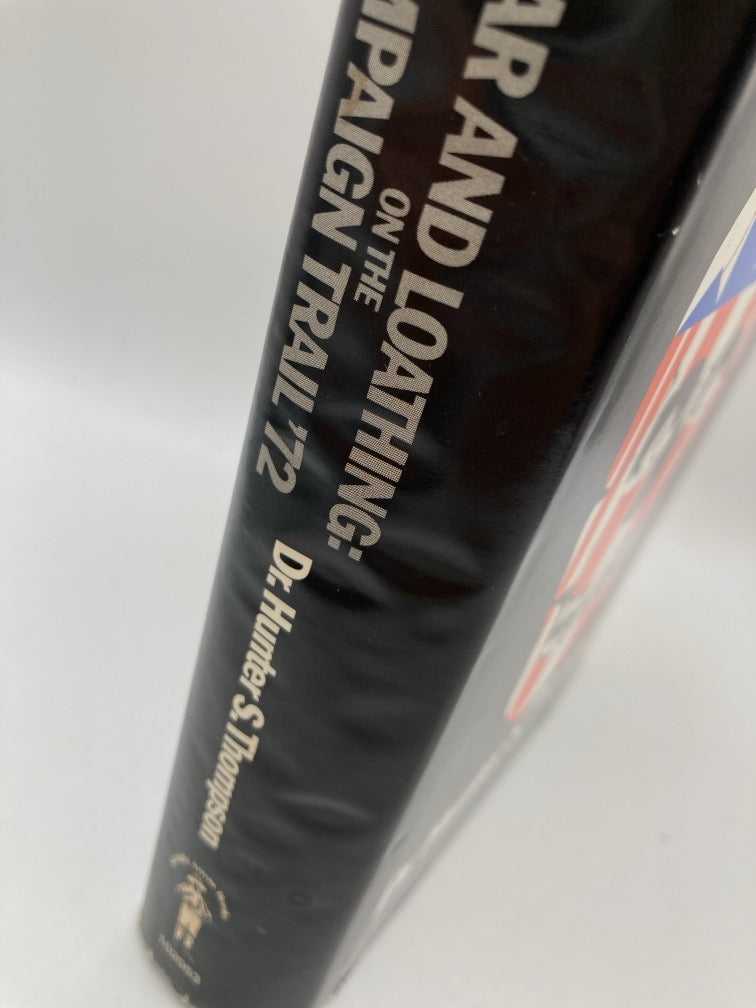 AR AND LOATHING:
ON THE
MPAIGN TRAIL '72
Dr. Hunter S. Thompson